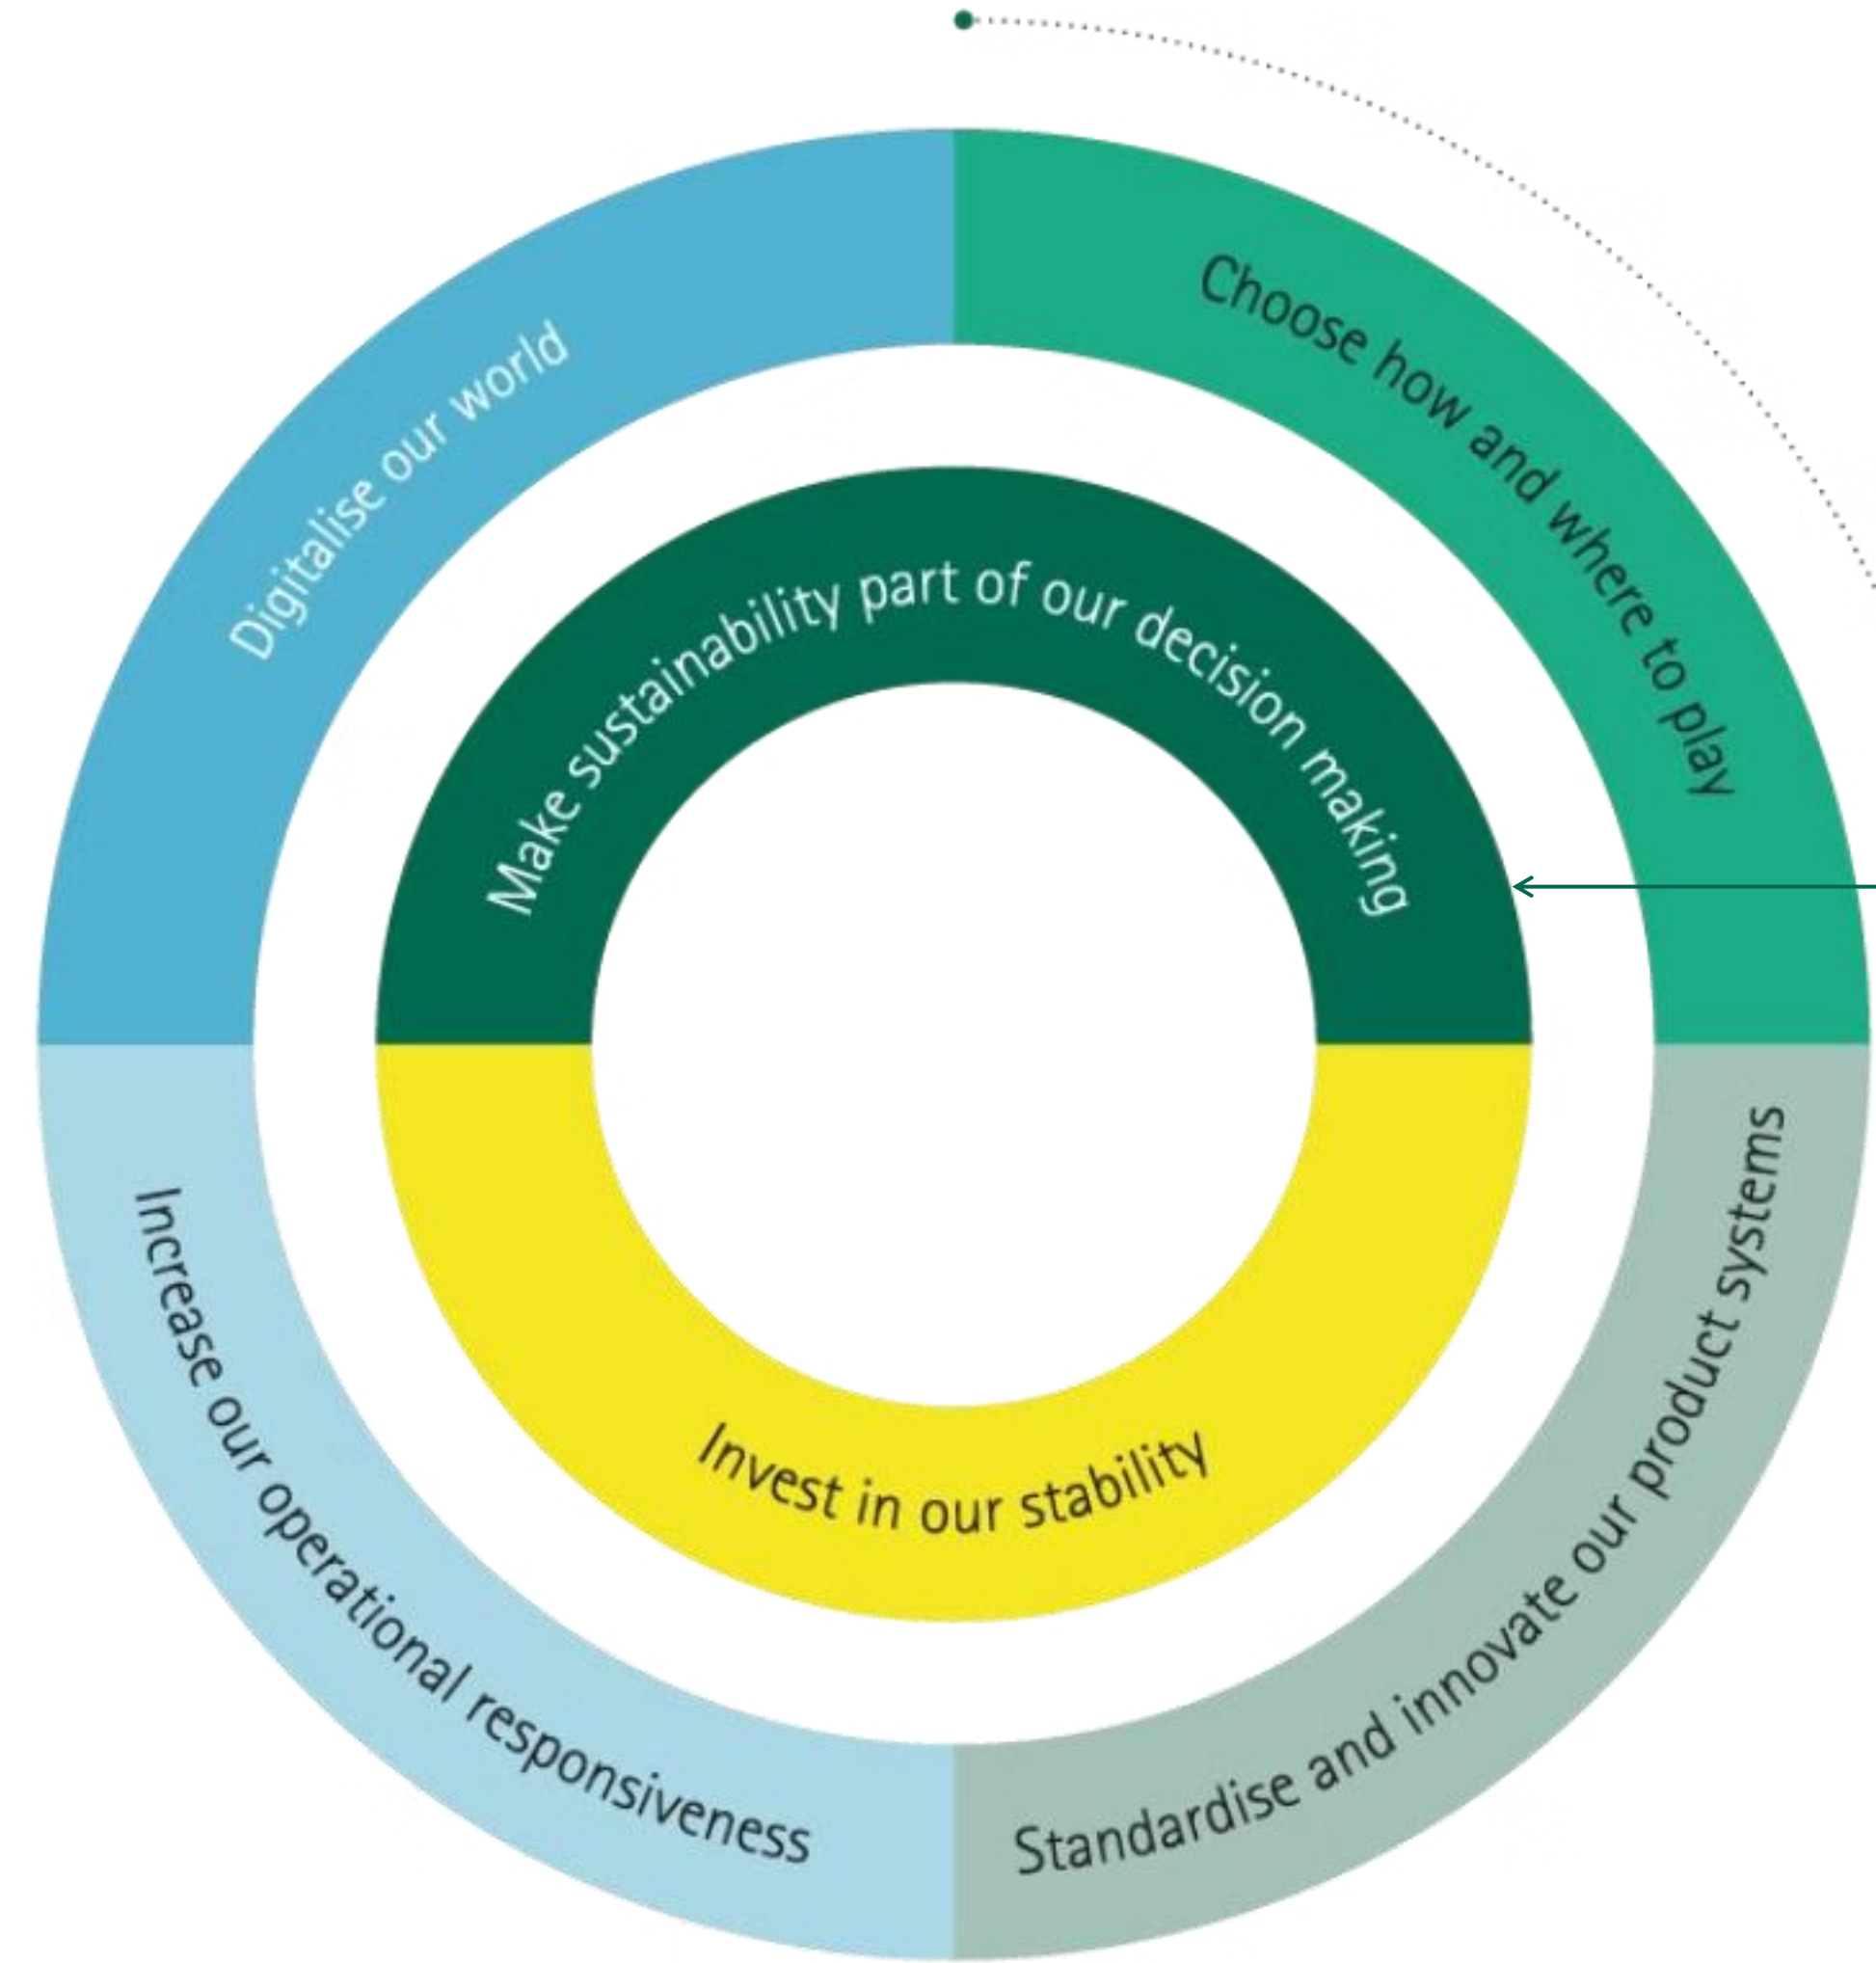 Digitalise our world
Choose how and where to play
Make sustainability part of our decision making
Invest in our stability
Increase our operational responsiveness
Standardise and innovate our product systems